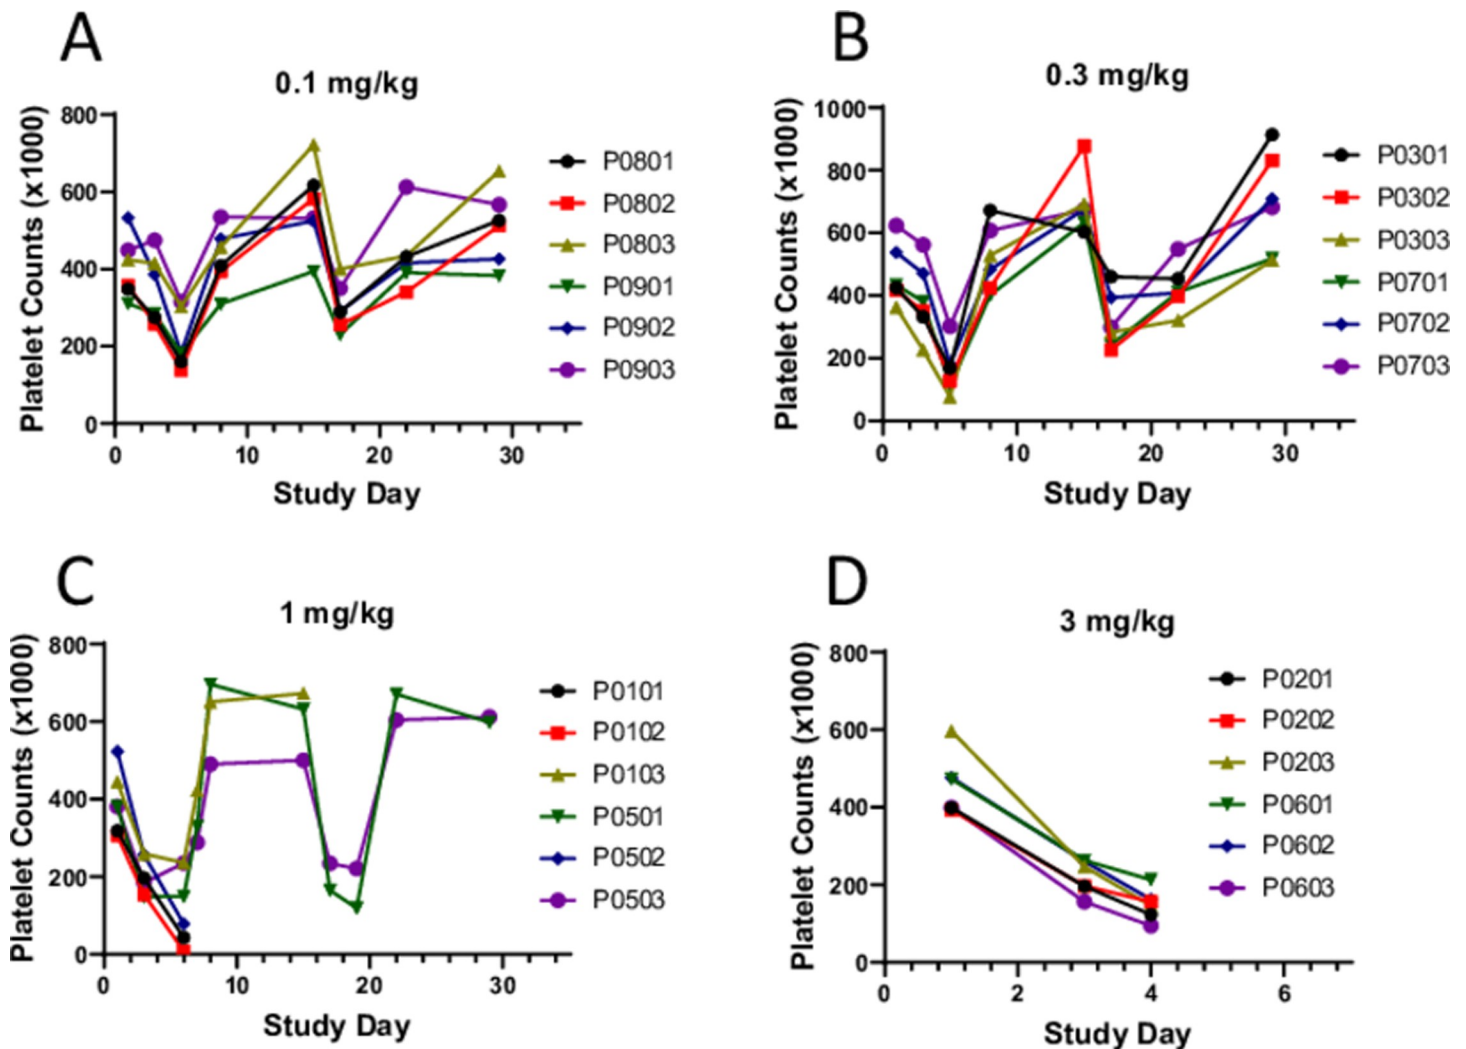 A
0.1 mg/kg
Platelet Counts (x1000)
800
600
400
200
0
0 10 20 30
Study Day
P0801
P0802
P0803
P0901
P0902
P0903
B
0.3 mg/kg
Platelet Counts (x1000)
1000
800
600
400
200
0
0 10 20 30
Study Day
P0301
P0302
P0303
P0701
P0702
P0703
C
1 mg/kg
Platelet Counts (x1000)
800
600
400
200
0
0 10 20 30
Study Day
P0101
P0102
P0103
P0501
P0502
P0503
D
3 mg/kg
Platelet Counts (x1000)
800
600
400
200
0
0 2 4 6
Study Day
P0201
P0202
P0203
P0601
P0602
P0603